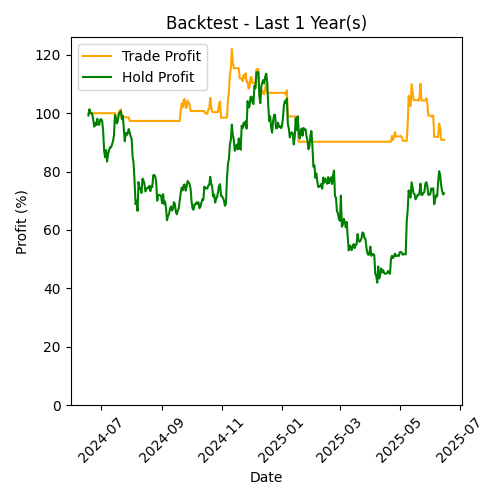 Backtest - Last 1 Year(s)
Trade Profit
Hold Profit
Profit (%)
120
100
80
60
40
20
0
2024-07
2024-09
2024-11
2025-01
2025-03
2025-05
2025-07
Date